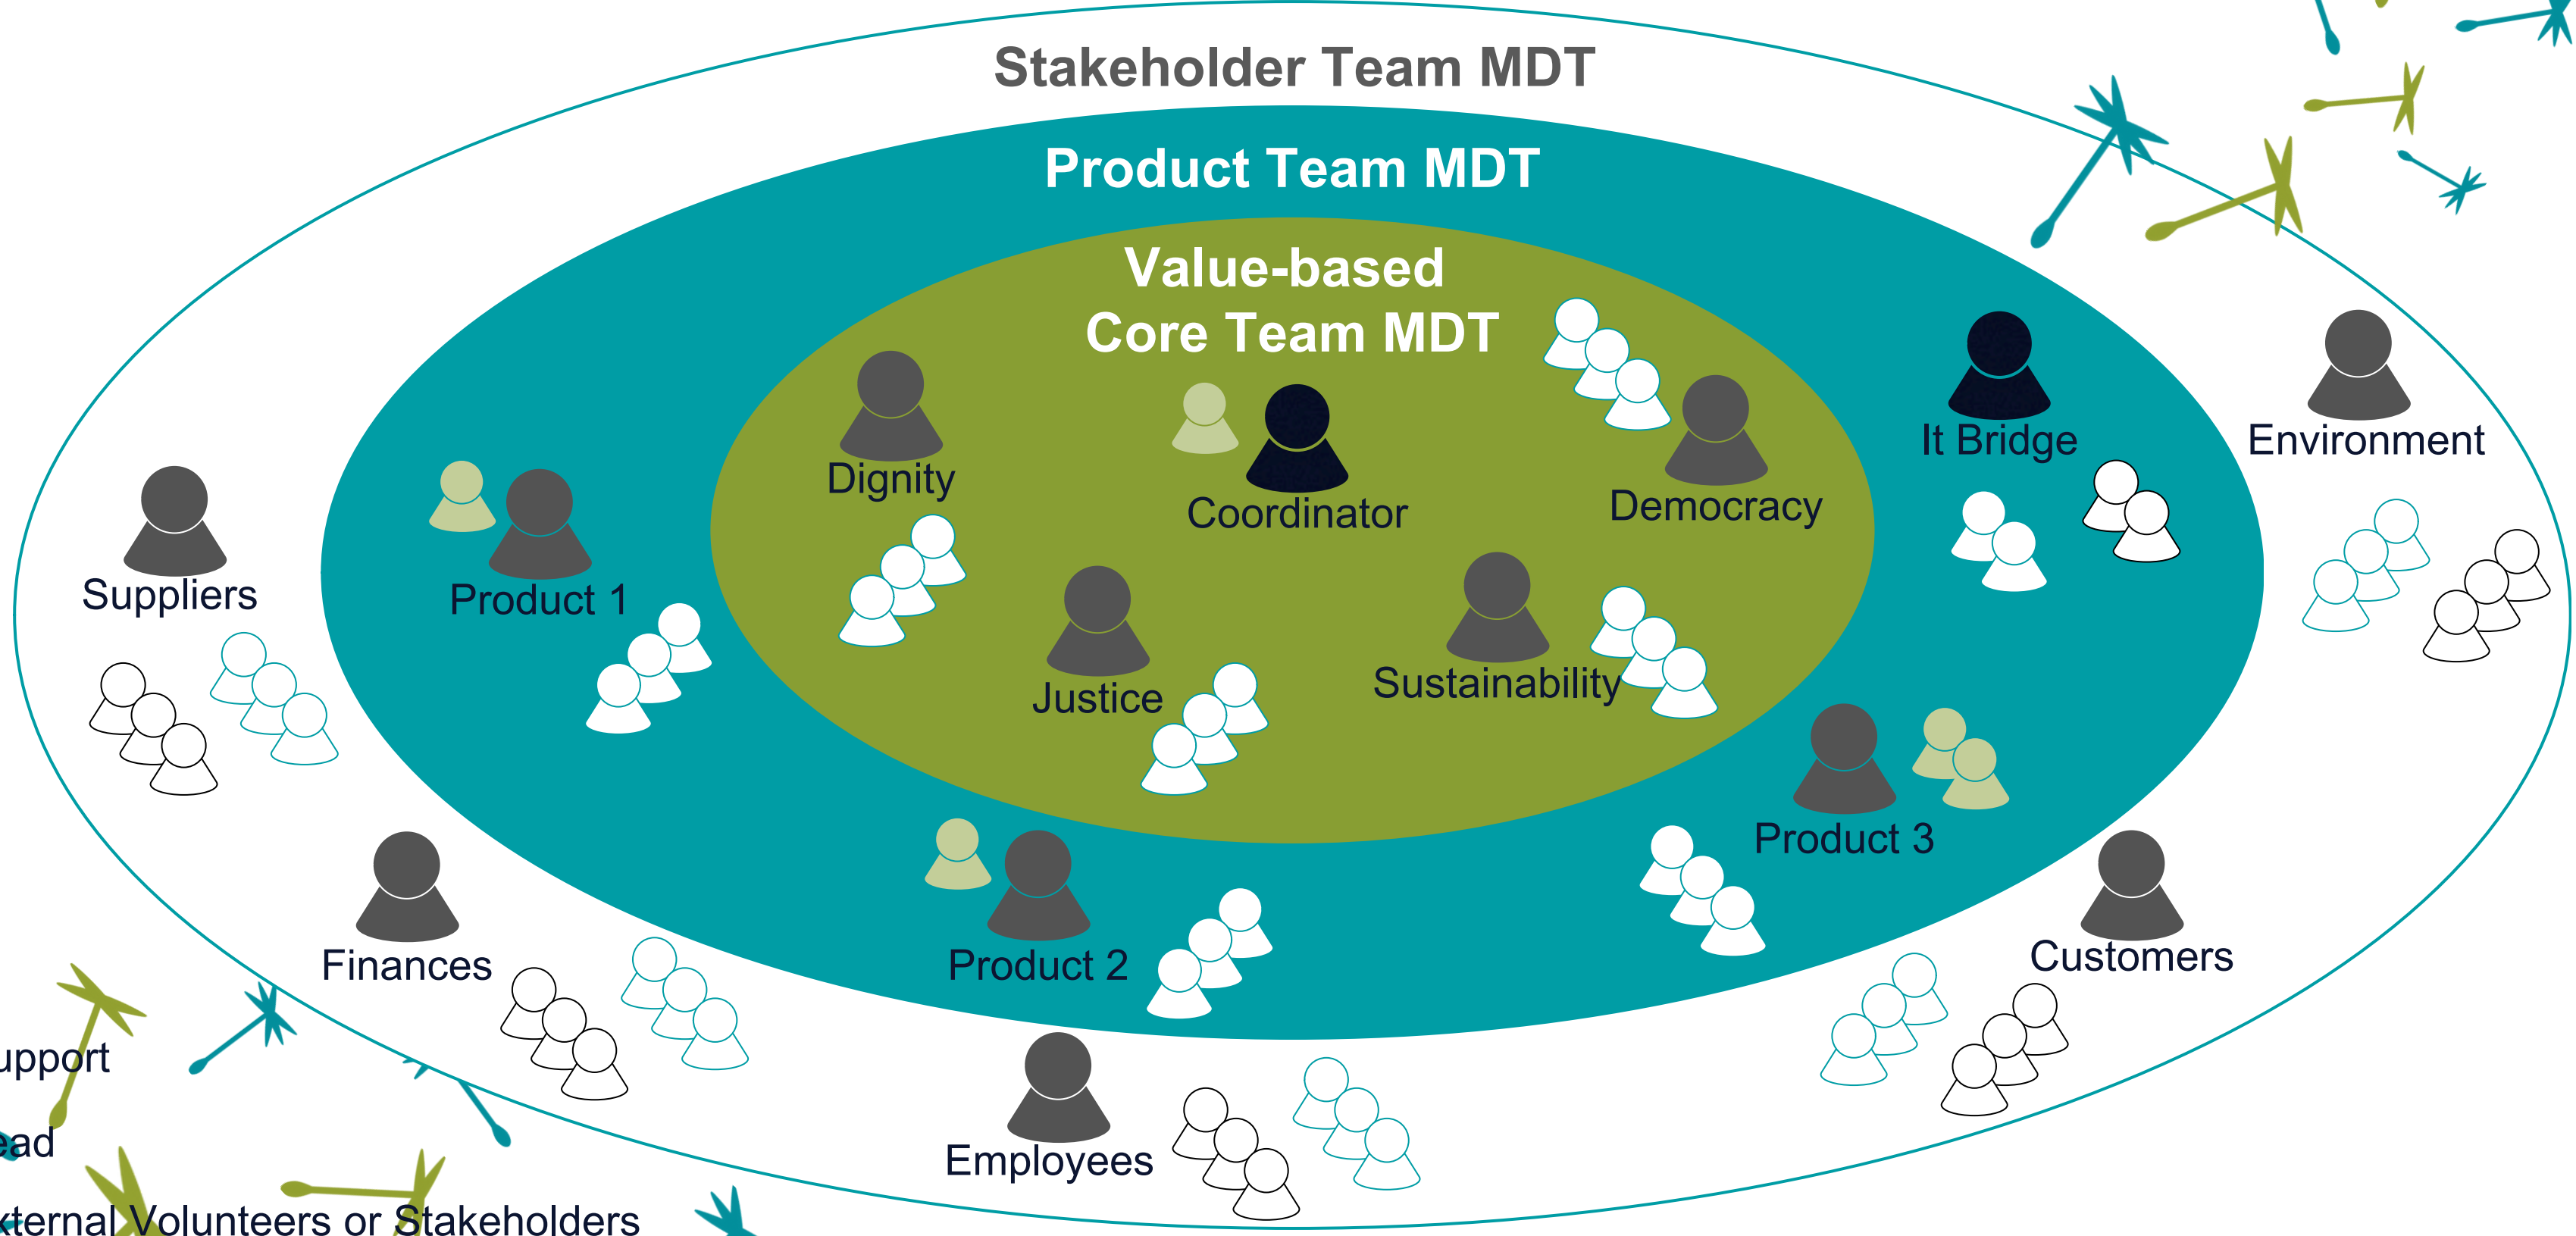 Stakeholder Team MDT
Product Team MDT
Value-based
Core Team MDT
Dignity
Coordinator
Democracy
It Bridge
Environment
Suppliers
Product 1
Justice
Sustainability
Product 3
Finances
Product 2
Customers
Employees
upport
ead
xternal Volunteers or Stakeholders